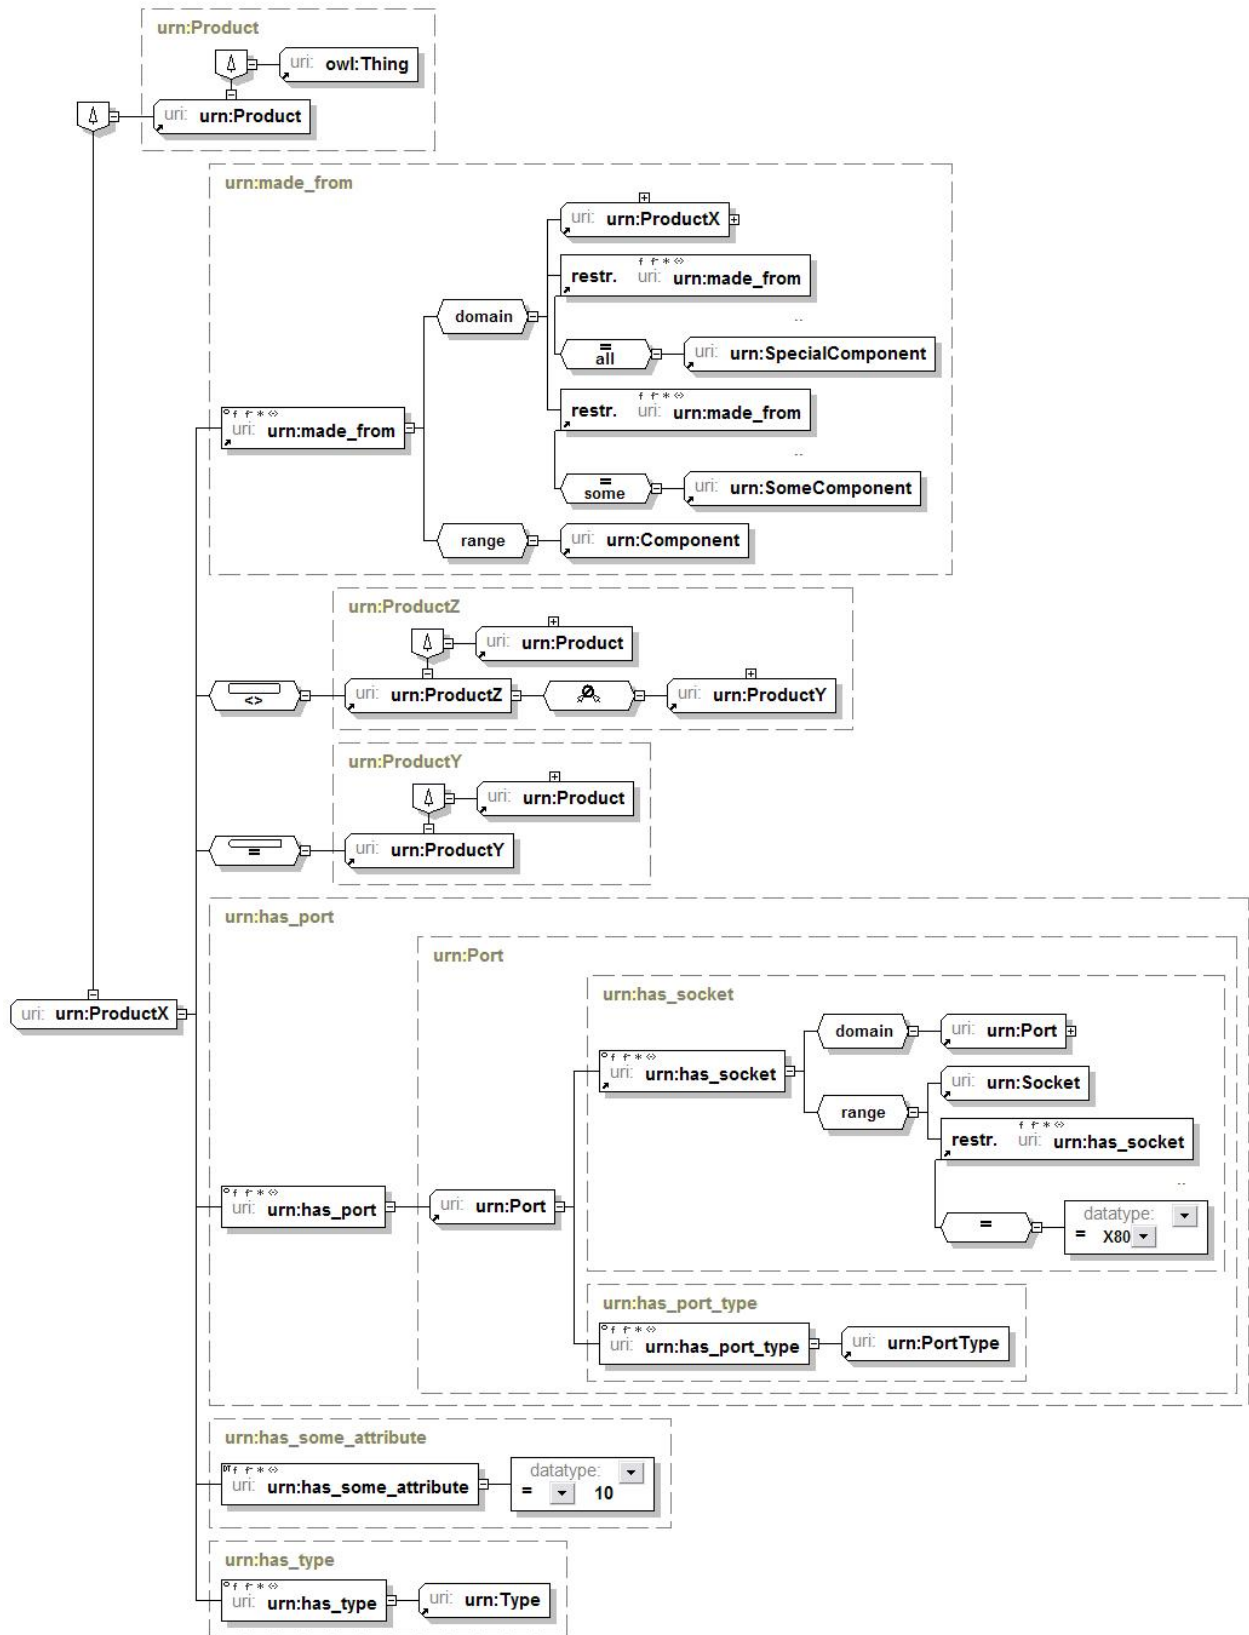 urn:Product
uri: owl:Thing
uri: urn:Product
urn:made_from
uri: urn:ProductX
restr. uri: urn:made_from
..
domain
= all
uri: urn:SpecialComponent
restr. uri: urn:made_from
..
uri: urn:made_from
= some
uri: urn:SomeComponent
range
uri: urn:Component
urn:ProductZ
uri: urn:Product
<>
uri: urn:ProductZ
uri: urn:ProductY
urn:ProductY
uri: urn:Product
=
uri: urn:ProductY
urn:has_port
urn:Port
urn:has_socket
uri: urn:ProductX
domain
uri: urn:Port
uri: urn:has_socket
uri: urn:Socket
range
restr. uri: urn:has_socket
..
uri: urn:has_port
uri: urn:Port
=
datatype:
= X80
urn:has_port_type
uri: urn:has_port_type
uri: urn:PortType
urn:has_some_attribute
DT
uri: urn:has_some_attribute
datatype:
= 10
urn:has_type
uri: urn:has_type
uri: urn:Type